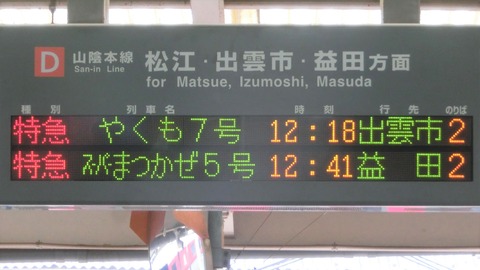 D 山陰本線 松江・出雲市・益田方面
San-in Line for Matsue, Izumoshi, Masuda
種別 列車名 時刻 行先 のりば
特急 やくも7号 12:18 出雲市 2
特急 スーパーまつかぜ5号 12:41 益田 2